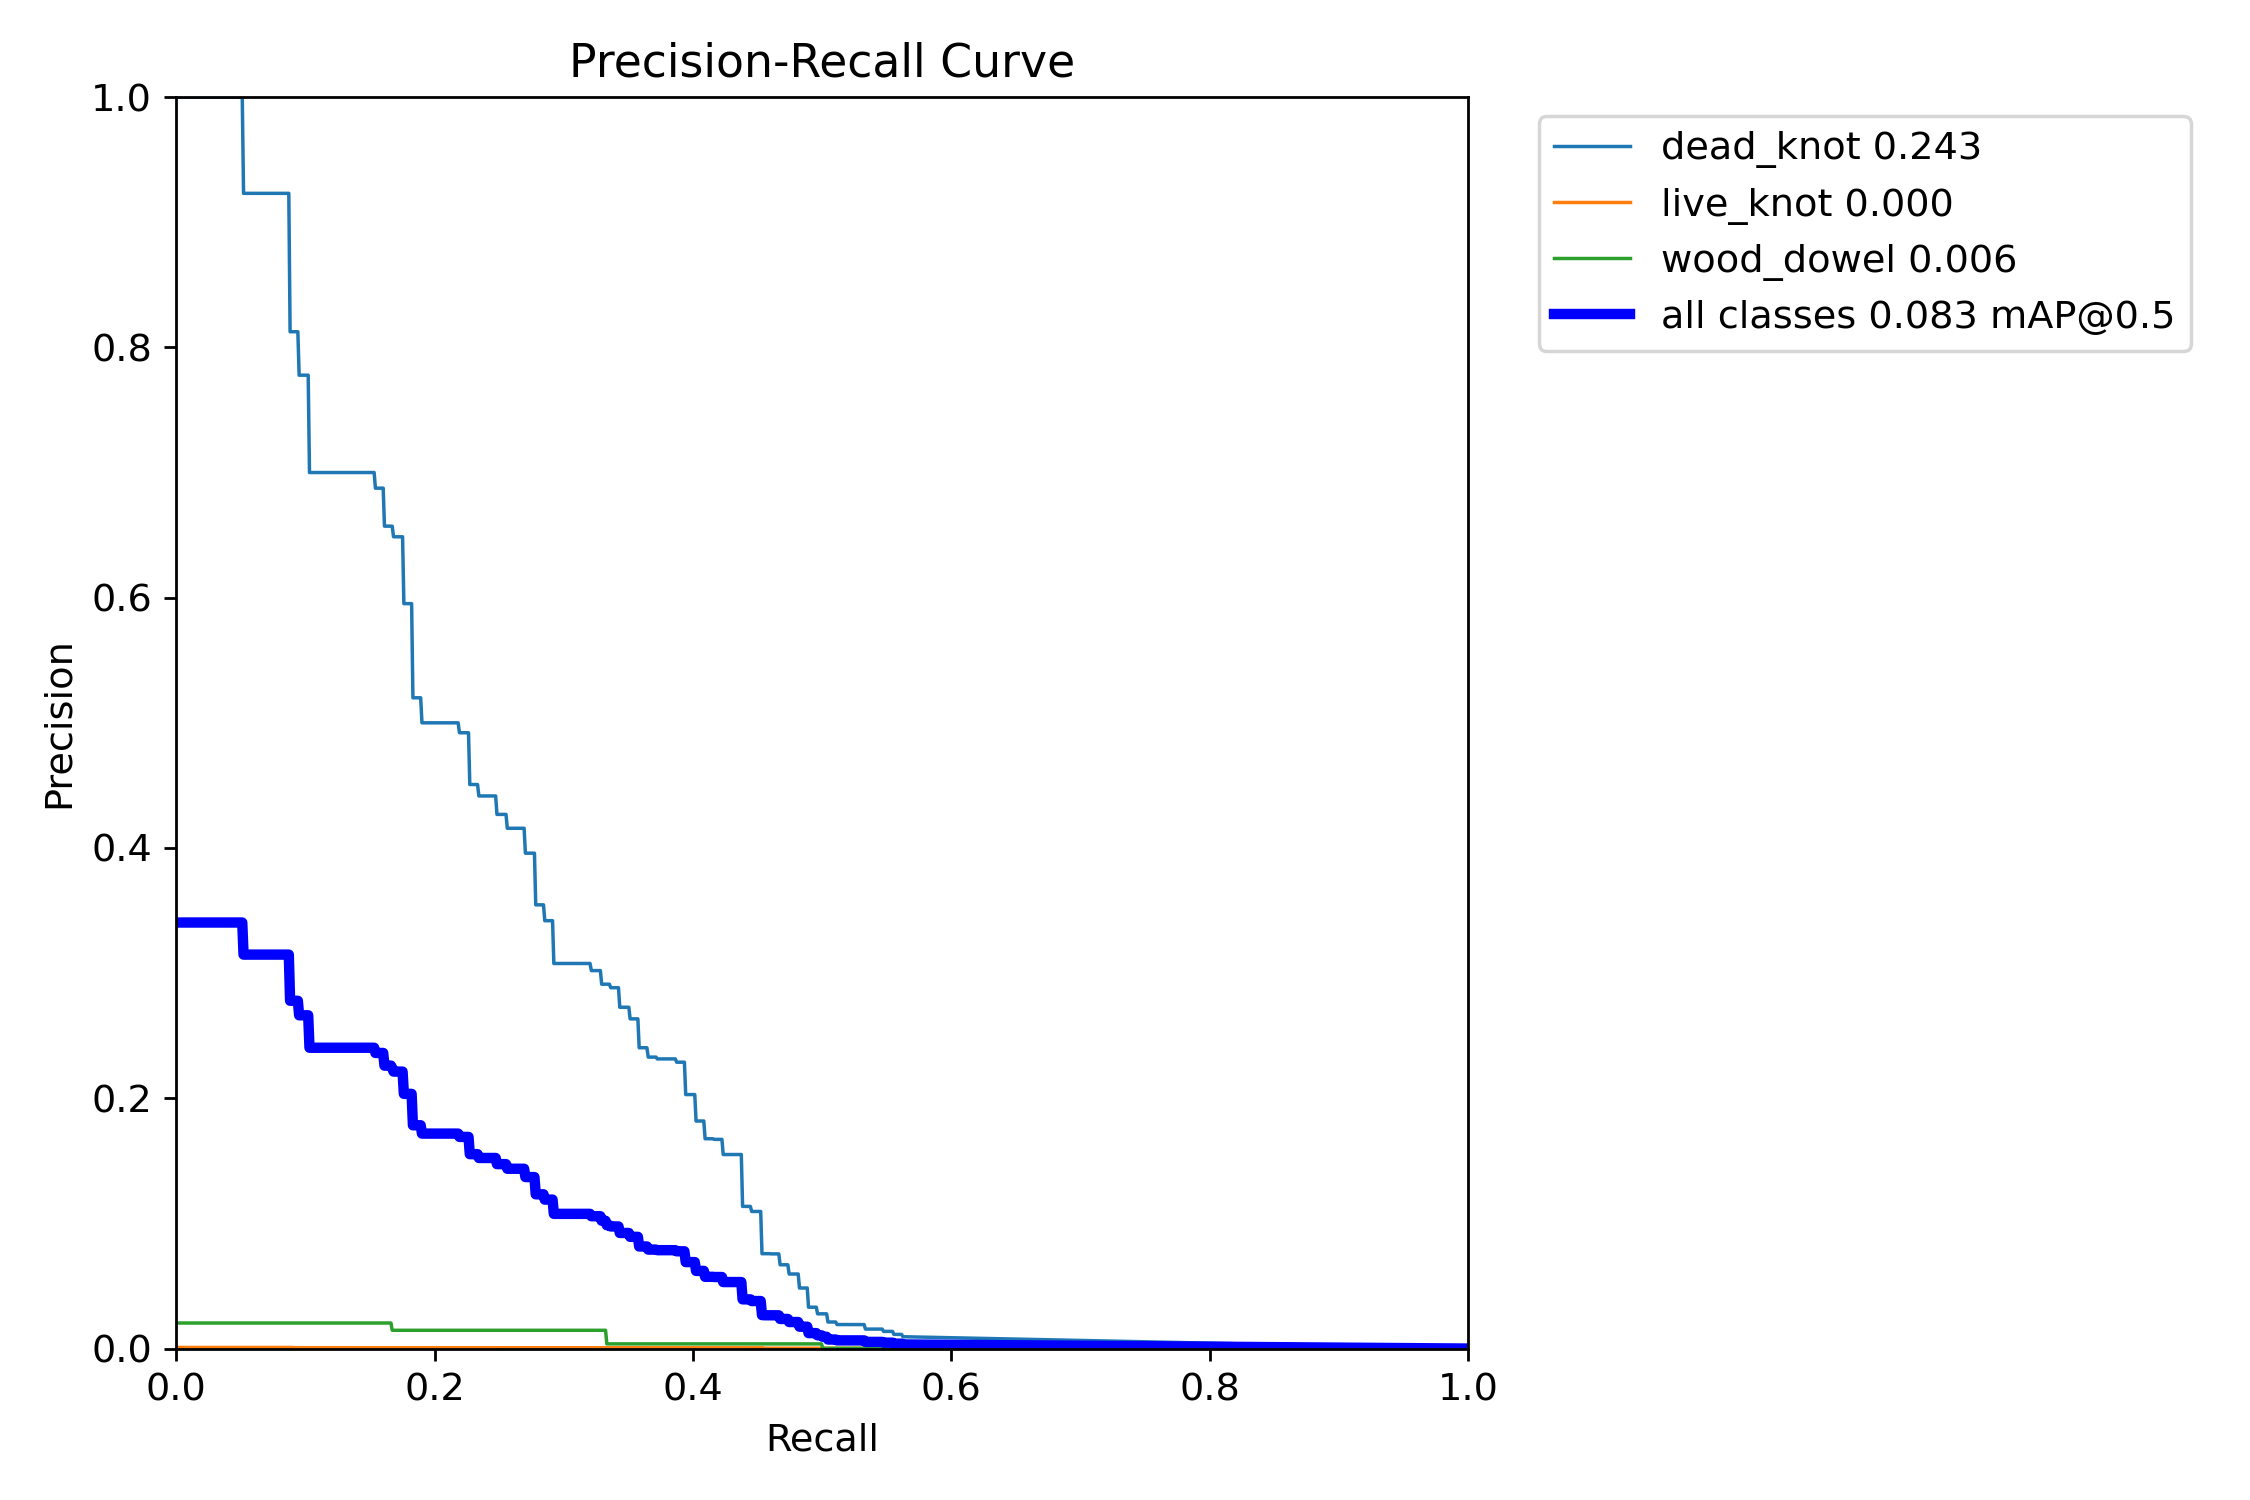 Precision-Recall Curve
1.0
0.8
0.6
0.4
0.2
0.0
Precision
0.0 0.2 0.4 0.6 0.8 1.0
Recall
dead_knot 0.243
live_knot 0.000
wood_dowel 0.006
all classes 0.083 mAP@0.5